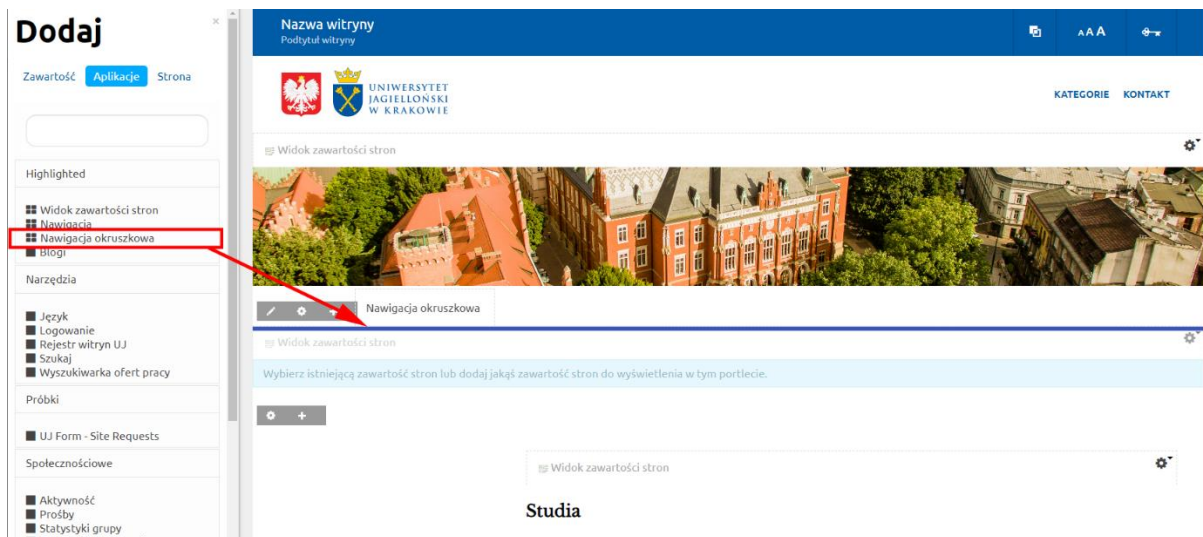 Dodaj
×
Zawartość Aplikacje Strona
Highlighted
Widok zawartości stron
Nawigacja
Nawigacja okruszkowa
Blogi
Narzędzia
Język
Logowanie
Rejestr witryn UJ
Szukaj
Wyszukiwarka ofert pracy
Próbki
UJ Form - Site Requests
Społecznościowe
Aktywność
Prośby
Statystyki grupy
Nazwa witryny
Podtytuł witryny
A A A
UNIWERSYTET
JAGIELLOŃSKI
W KRAKOWIE
KATEGORIE KONTAKT
Widok zawartości stron
Nawigacja okruszkowa
Widok zawartości stron
Wybierz istniejącą zawartość stron lub dodaj jakąś zawartość stron do wyświetlenia w tym portlecie.
Widok zawartości stron
Studia